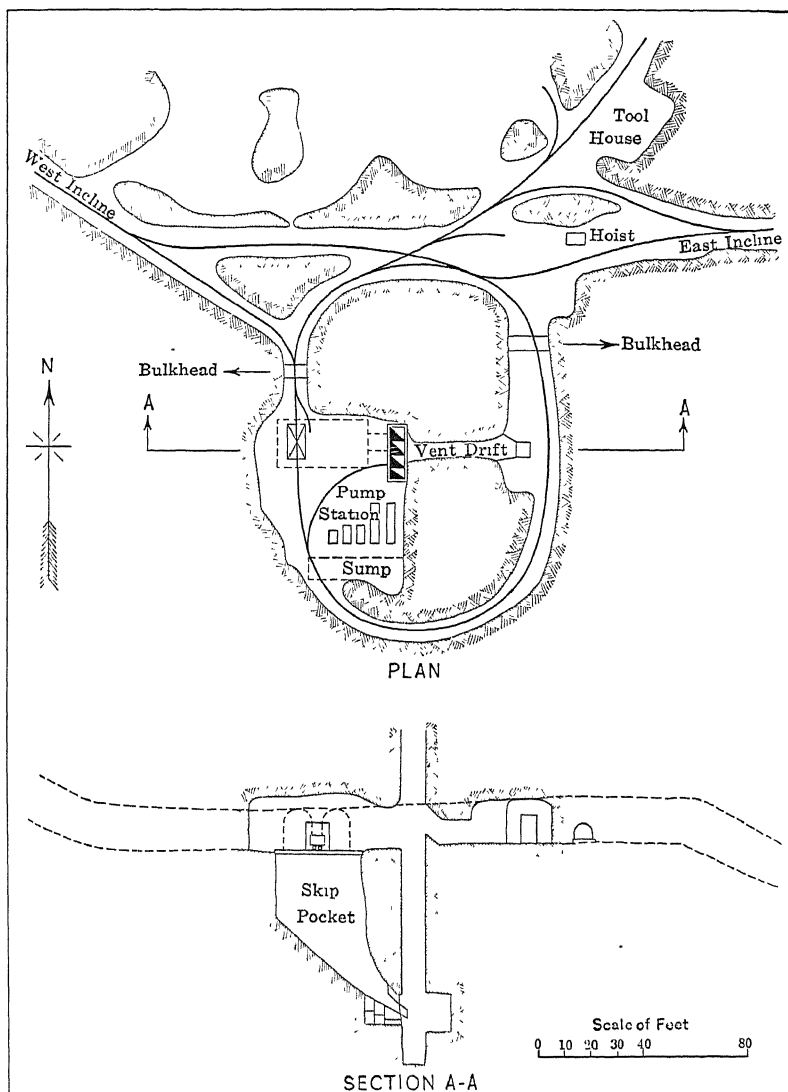 Tool
House
West Incline
Hoist
East Incline
N
Bulkhead
Bulkhead
A
A
Vent Drift
Pump
Station
Sump
PLAN
Skip
Pocket
Scale of Feet
0 10 20 30 40 80
SECTION A-A